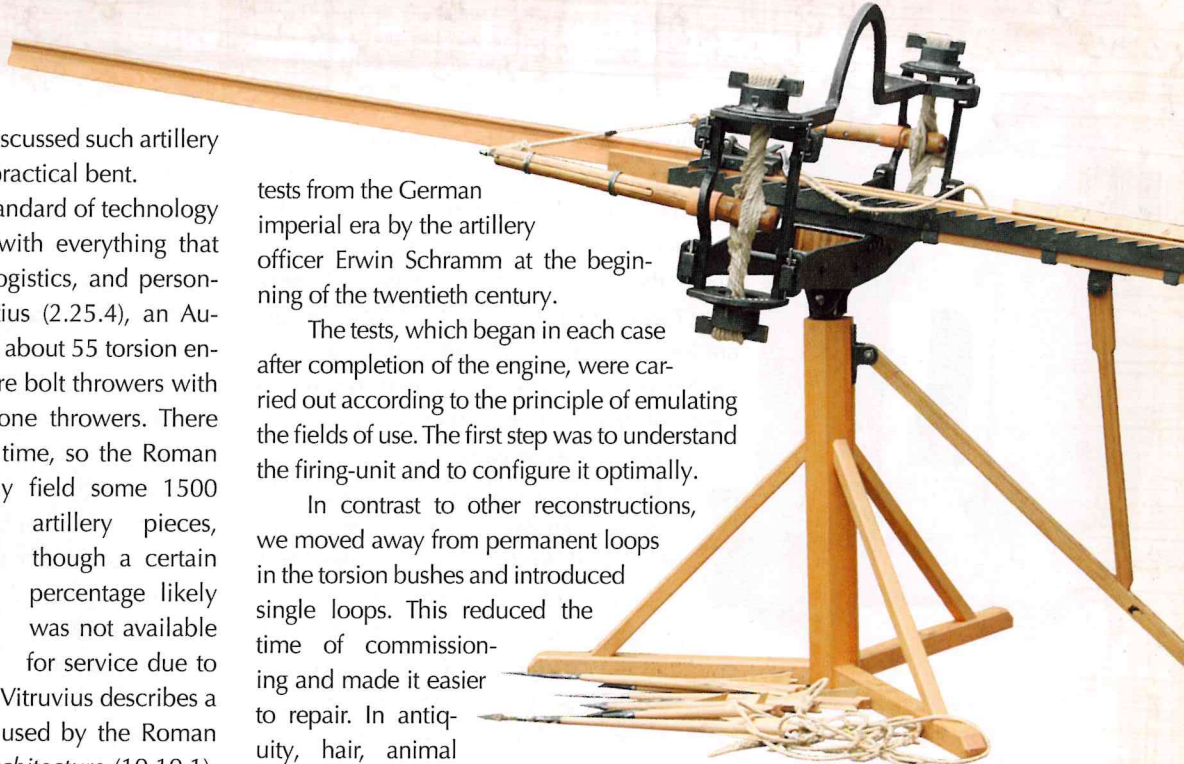 scussed such artillery
practical bent.
andard of technology
with everything that
ogistics, and person-
ius (2.25.4), an Au-
about 55 torsion en-
re bolt throwers with
one throwers. There
time, so the Roman
y field some 1500
artillery pieces,
though a certain
percentage likely
was not available
for service due to
Vitruvius describes a
used by the Roman
chitecture (10.10.1)
tests from the German
imperial era by the artillery
officer Erwin Schramm at the begin-
ning of the twentieth century.
The tests, which began in each case
after completion of the engine, were car-
ried out according to the principle of emulating
the fields of use. The first step was to understand
the firing-unit and to configure it optimally.
In contrast to other reconstructions,
we moved away from permanent loops
in the torsion bushes and introduced
single loops. This reduced the
time of commission-
ing and made it easier
to repair. In antiq-
uity, hair, animal